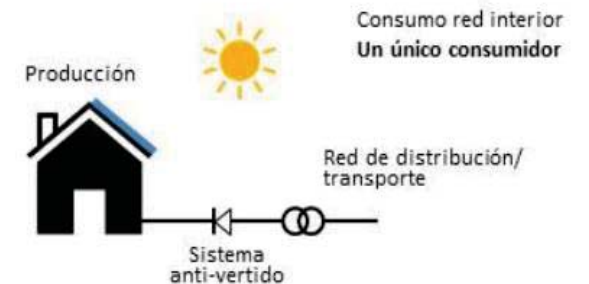 Consumo red interior
Un único consumidor
Producción
Red de distribución/
transporte
Sistema
anti-vertido